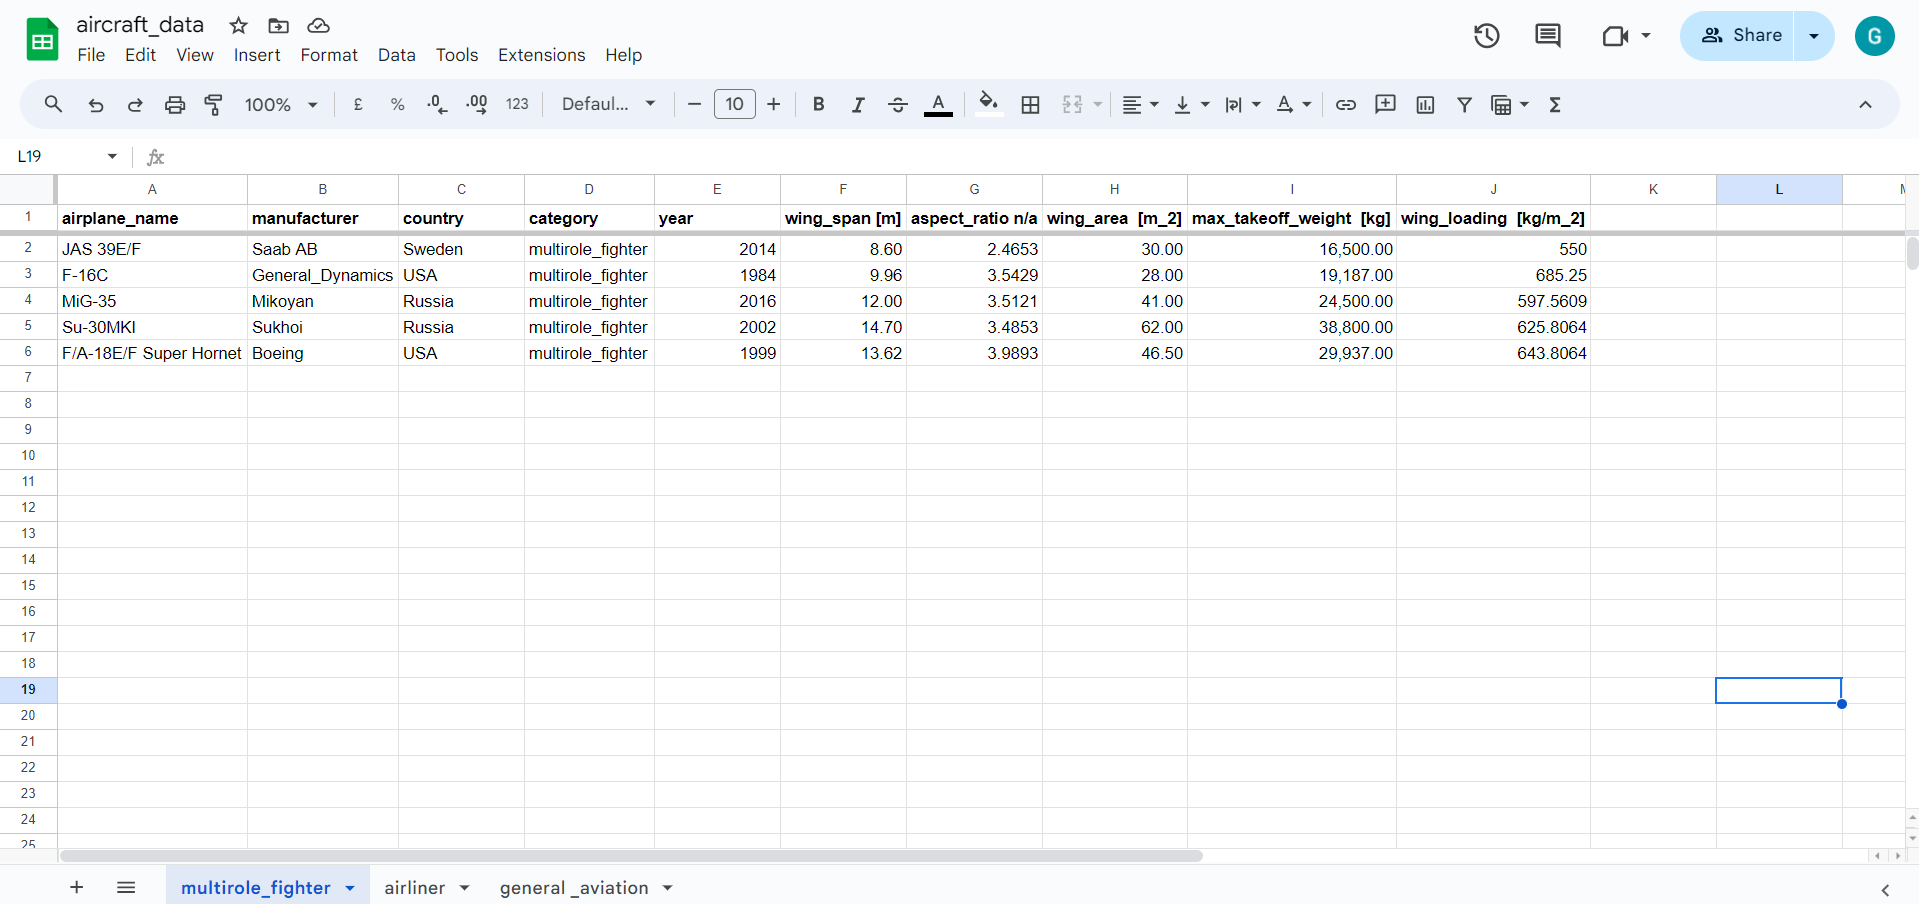 aircraft_data
File Edit View Insert Format Data Tools Extensions Help
Share
G
100% £ % .0 .00 123 Defaul... 10 B I A
L19 fx
A B C D E F G H I J K L
1 airplane_name manufacturer country category year wing_span [m] aspect_ratio n/a wing_area [m_2] max_takeoff_weight [kg] wing_loading [kg/m_2]
2 JAS 39E/F Saab AB Sweden multirole_fighter 2014 8.60 2.4653 30.00 16,500.00 550
3 F-16C General_Dynamics USA multirole_fighter 1984 9.96 3.5429 28.00 19,187.00 685.25
4 MiG-35 Mikoyan Russia multirole_fighter 2016 12.00 3.5121 41.00 24,500.00 597.5609
5 Su-30MKI Sukhoi Russia multirole_fighter 2002 14.70 3.4853 62.00 38,800.00 625.8064
6 F/A-18E/F Super Hornet Boeing USA multirole_fighter 1999 13.62 3.9893 46.50 29,937.00 643.8064
7
8
9
10
11
12
13
14
15
16
17
18
19
20
21
22
23
24
25
multirole_fighter airliner general _aviation